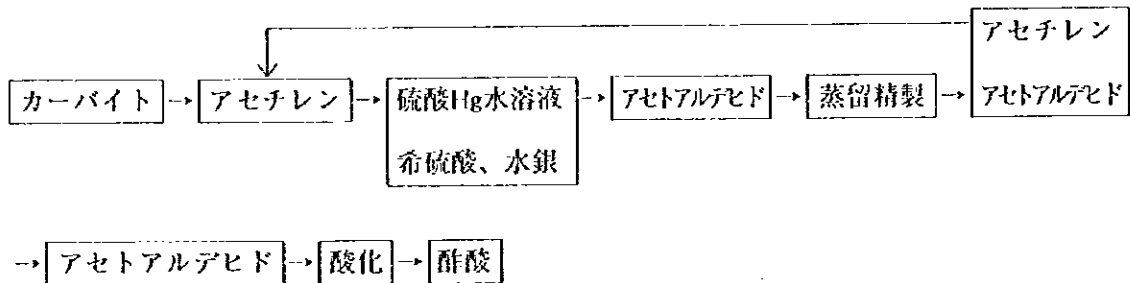 カーバイト → アセチレン → 硫酸Hg水溶液 希硫酸、水銀 → アセトアルデヒド → 蒸留精製 → アセチレン アセトアルデヒド
→ アセトアルデヒド → 酸化 →酢酸